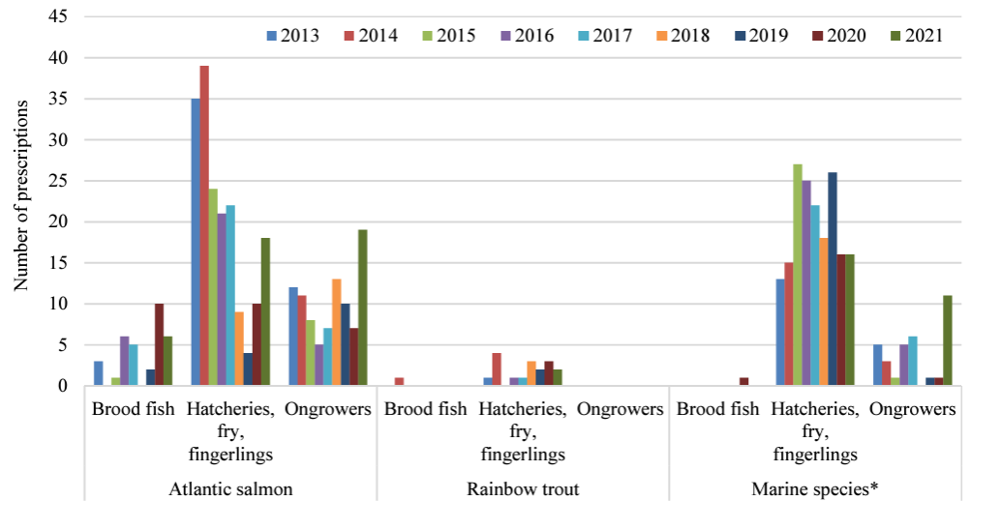 45
40
35
30
25
20
15
10
5
0
Number of prescriptions
2013 2014 2015 2016 2017 2018 2019 2020 2021
Brood fish Hatcheries, Ongrowers Brood fish Hatcheries, Ongrowers Brood fish Hatcheries, Ongrowers
fry, fry, fry,
fingerlings fingerlings fingerlings
Atlantic salmon Rainbow trout Marine species*